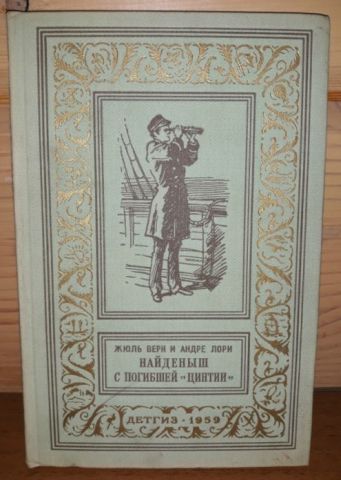 ЖЮЛЬ ВЕРН И АНДРЕ ЛОРИ
НАЙДЕНЫШ
С ПОГИБШЕЙ «ЦИНТИИ»
ДЕТГИЗ · 1959